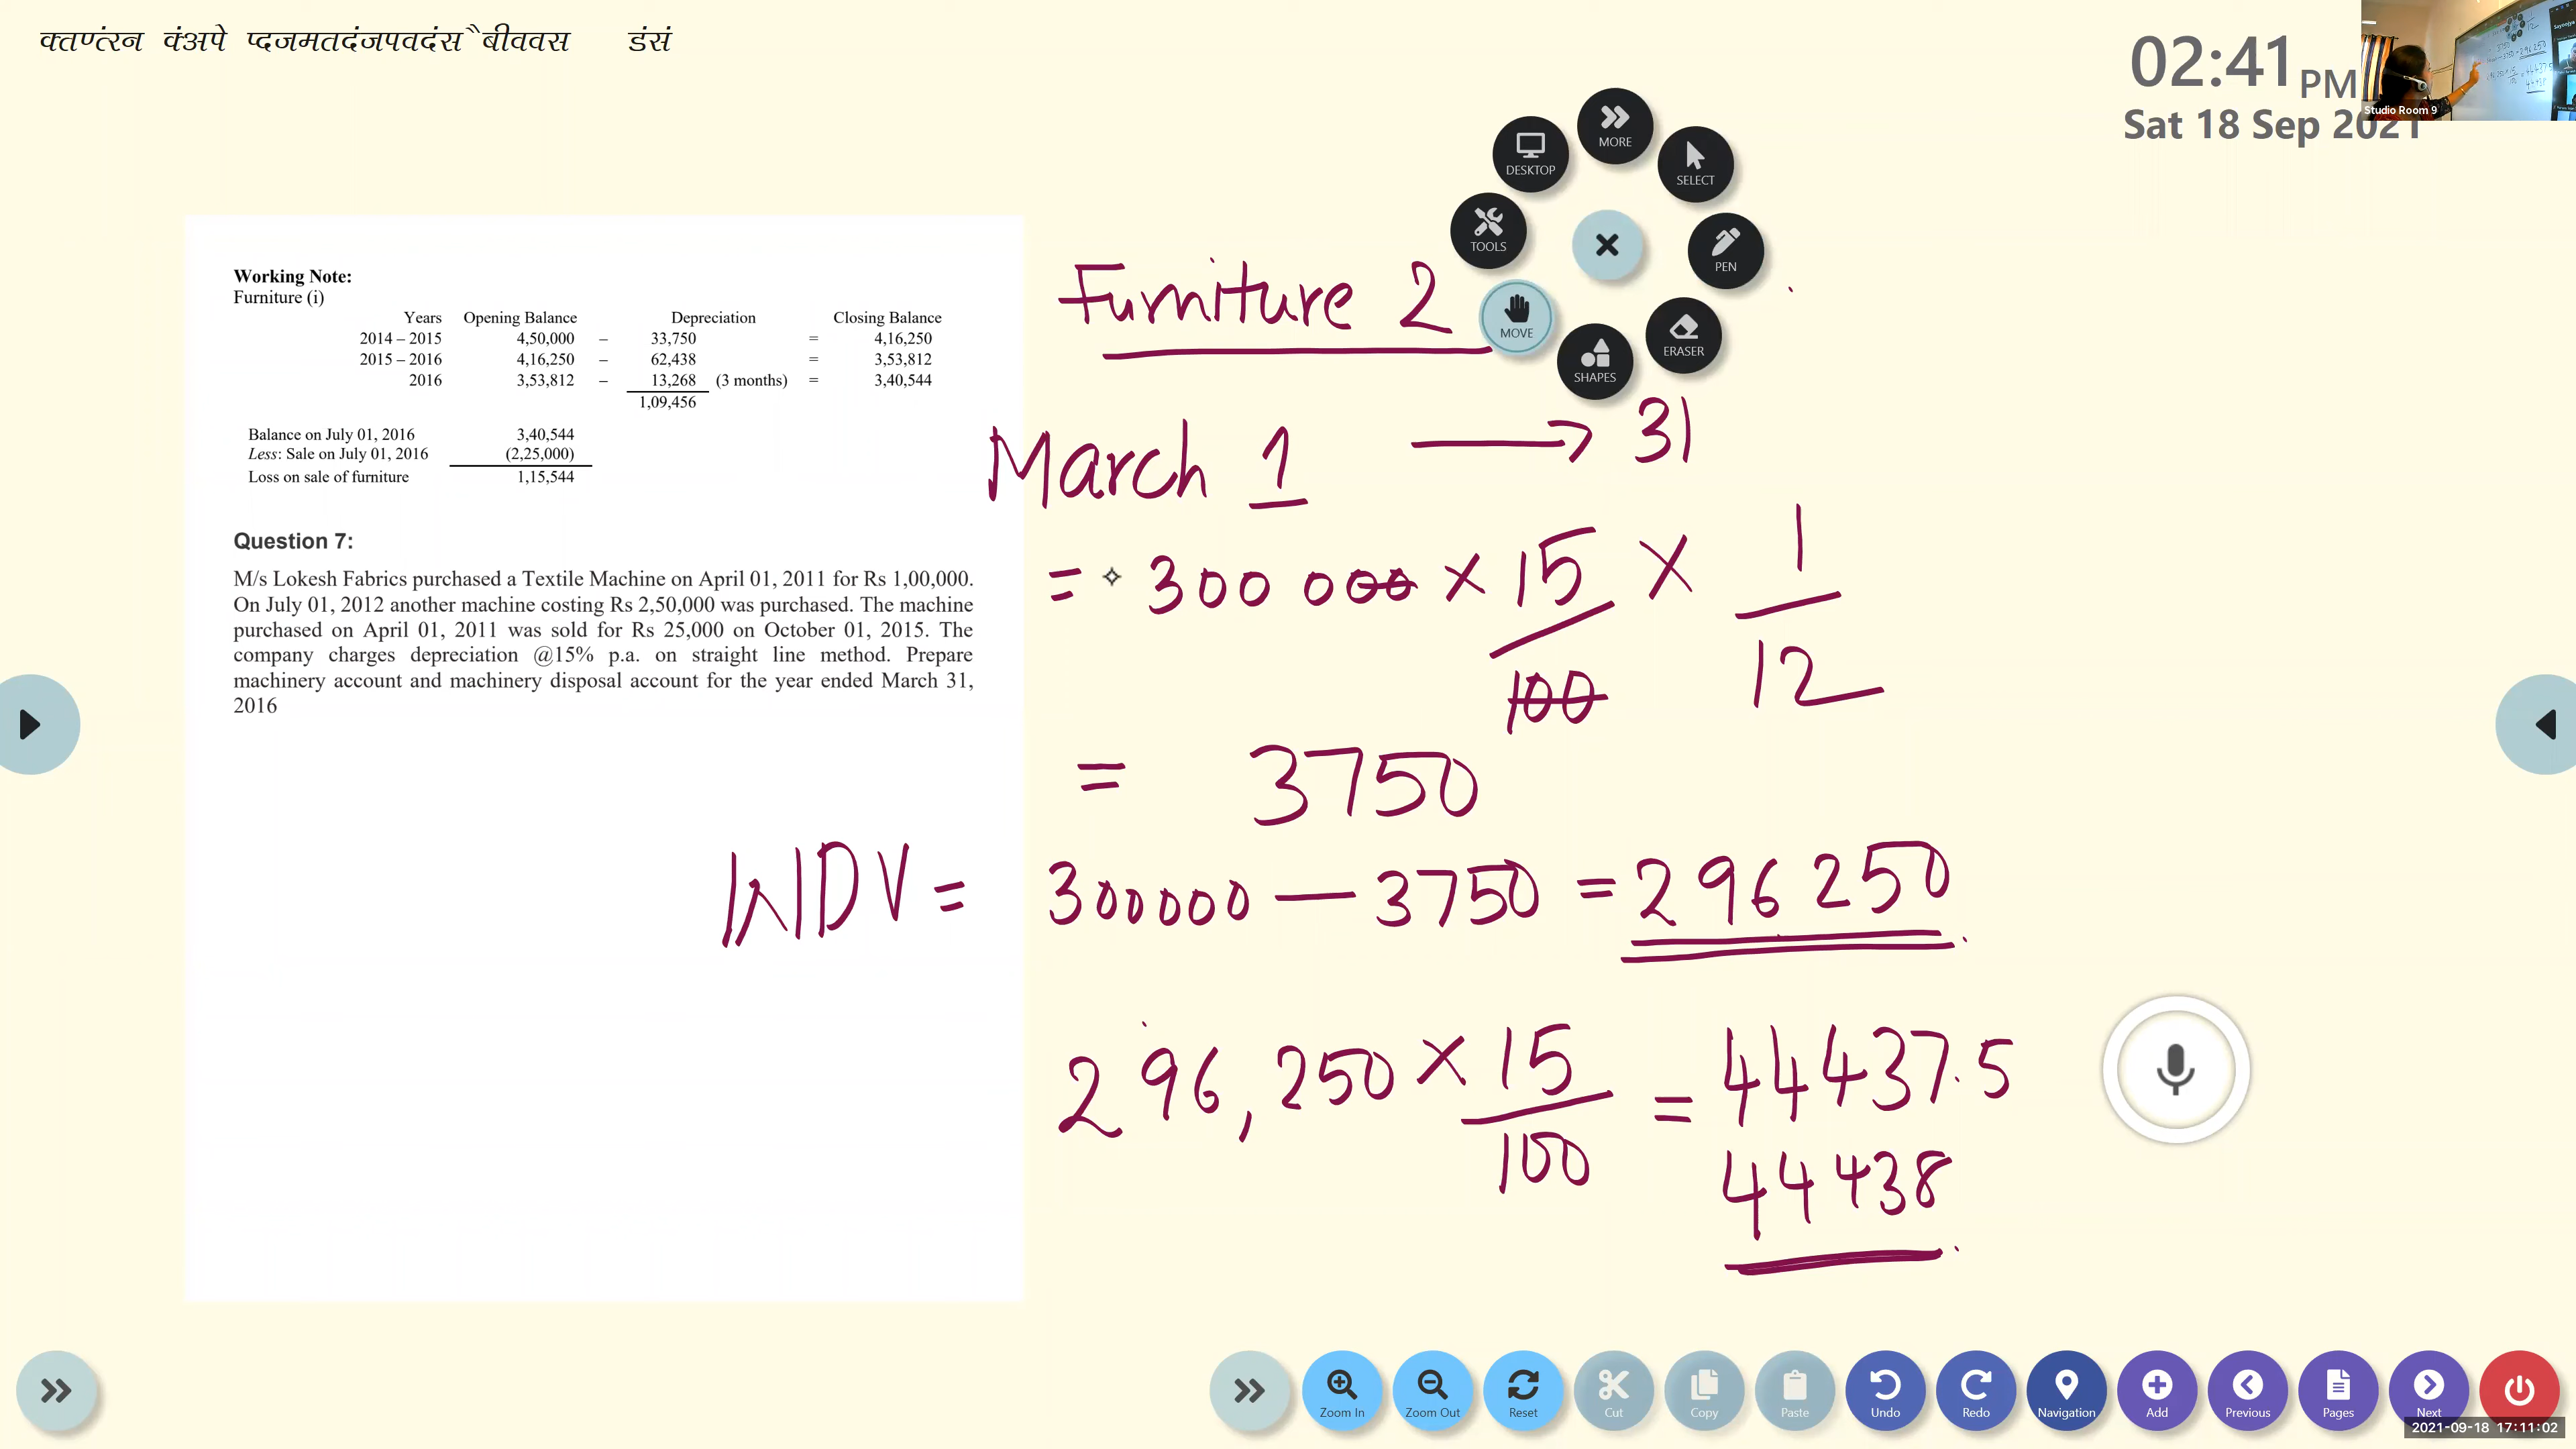 क्तण्तंरन कंअपे प्दजमतदंजपवदंस ैबीववस डंसं
02:41 PM
Sat 18 Sep 2021
Studio Room 9
MORE
DESKTOP
SELECT
TOOLS
PEN
MOVE
ERASER
SHAPES
Working Note:
Furniture (i)
Years Opening Balance Depreciation Closing Balance
2014 – 2015 4,50,000 – 33,750 = 4,16,250
2015 – 2016 4,16,250 – 62,438 = 3,53,812
2016 3,53,812 – 13,268 (3 months) = 3,40,544
1,09,456
Balance on July 01, 2016 3,40,544
Less: Sale on July 01, 2016 (2,25,000)
Loss on sale of furniture 1,15,544
Question 7:
M/s Lokesh Fabrics purchased a Textile Machine on April 01, 2011 for Rs 1,00,000.
On July 01, 2012 another machine costing Rs 2,50,000 was purchased. The machine
purchased on April 01, 2011 was sold for Rs 25,000 on October 01, 2015. The
company charges depreciation @15% p.a. on straight line method. Prepare
machinery account and machinery disposal account for the year ended March 31,
2016
Furniture 2
March 1 → 31
= 300 000 × 15/100 × 1/12
= 3750
WDV = 300000 — 3750 = 296250
296,250 × 15/100 = 44437.5
44438
Zoom In Zoom Out Reset Cut Copy Paste Undo Redo Navigation Add Previous Pages Next
2021-09-18 17:11:02